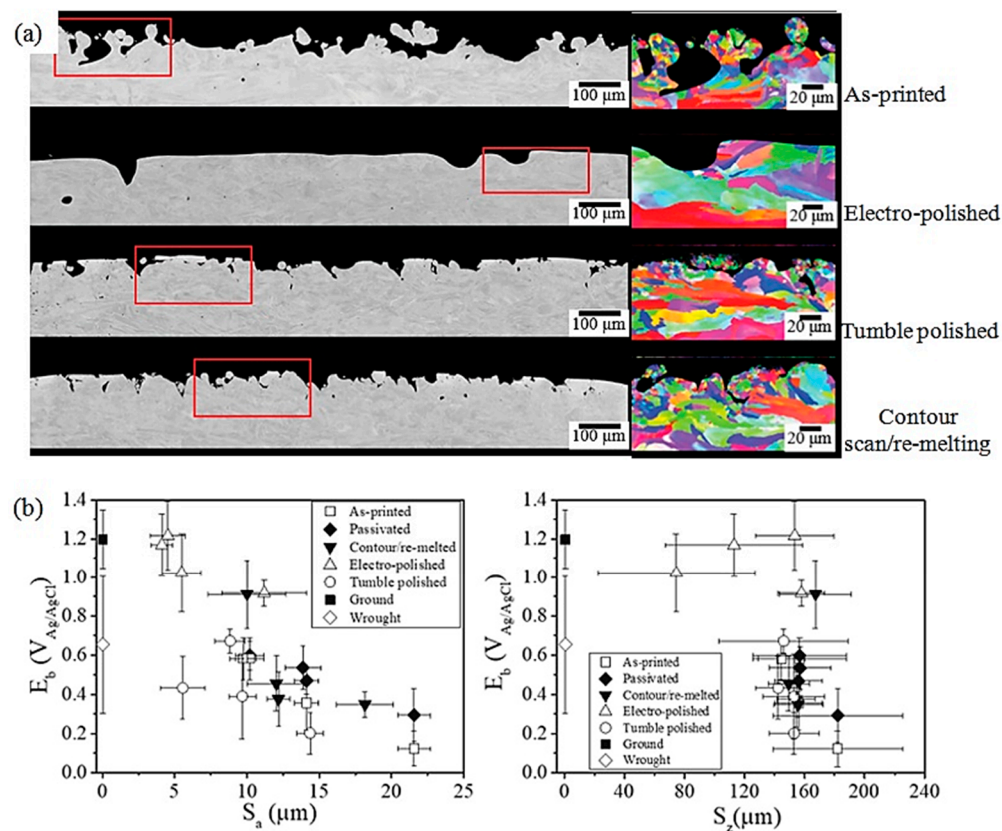 (a)
100 μm
20 μm
As-printed
100 μm
20 μm
Electro-polished
100 μm
20 μm
Tumble polished
100 μm
20 μm
Contour
scan/re-melting
(b)
1.4
1.2
1.0
0.8
0.6
0.4
0.2
0.0
E_b (V_Ag/AgCl)
As-printed
Passivated
Contour/re-melted
Electro-polished
Tumble polished
Ground
Wrought
0 5 10 15 20 25
S_a (μm)
1.4
1.2
1.0
0.8
0.6
0.4
0.2
0.0
E_b (V_Ag/AgCl)
As-printed
Passivated
Contour/re-melted
Electro-polished
Tumble polished
Ground
Wrought
0 40 80 120 160 200 240
S_z(μm)